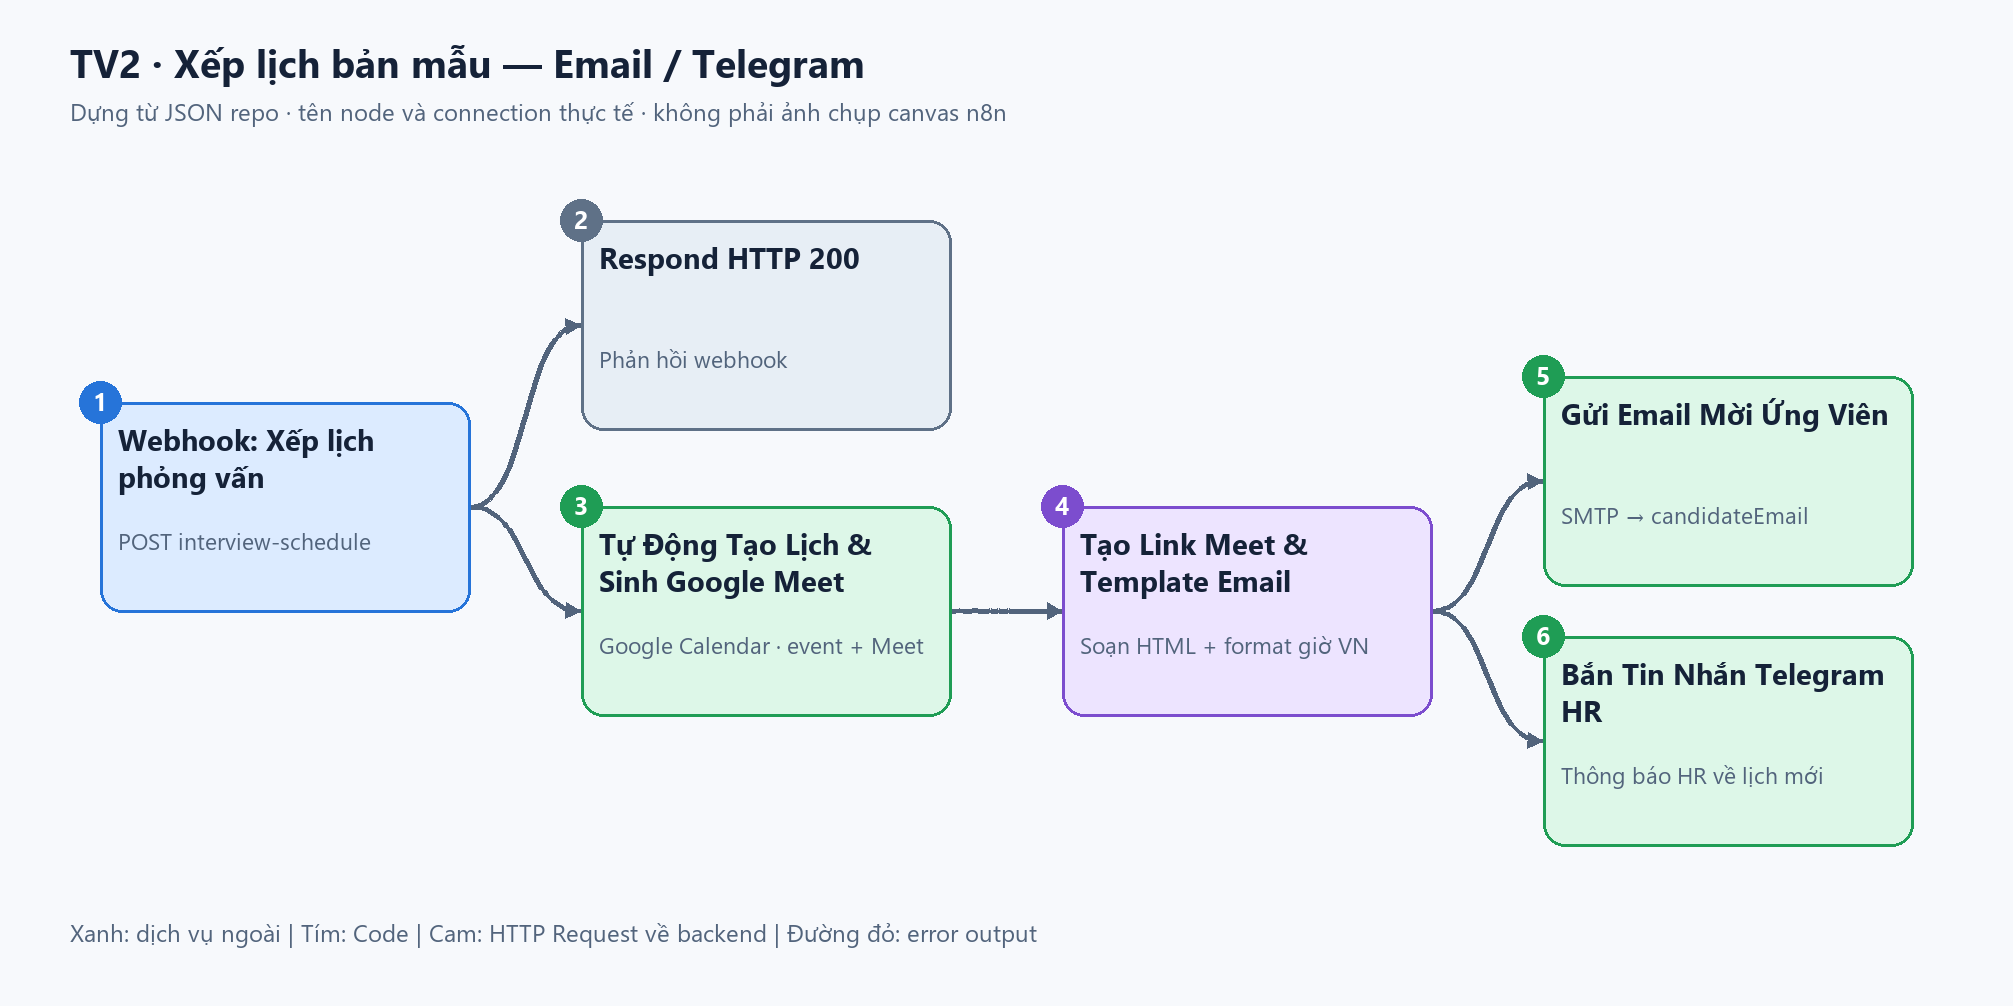 TV2 · Xếp lịch bản mẫu — Email / Telegram
Dựng từ JSON repo · tên node và connection thực tế · không phải ảnh chụp canvas n8n
1
Webhook: Xếp lịch
phỏng vấn
POST interview-schedule
2
Respond HTTP 200
Phản hồi webhook
3
Tự Động Tạo Lịch &
Sinh Google Meet
Google Calendar · event + Meet
4
Tạo Link Meet &
Template Email
Soạn HTML + format giờ VN
5
Gửi Email Mời Ứng Viên
SMTP → candidateEmail
6
Bắn Tin Nhắn Telegram
HR
Thông báo HR về lịch mới
Xanh: dịch vụ ngoài | Tím: Code | Cam: HTTP Request về backend | Đường đỏ: error output